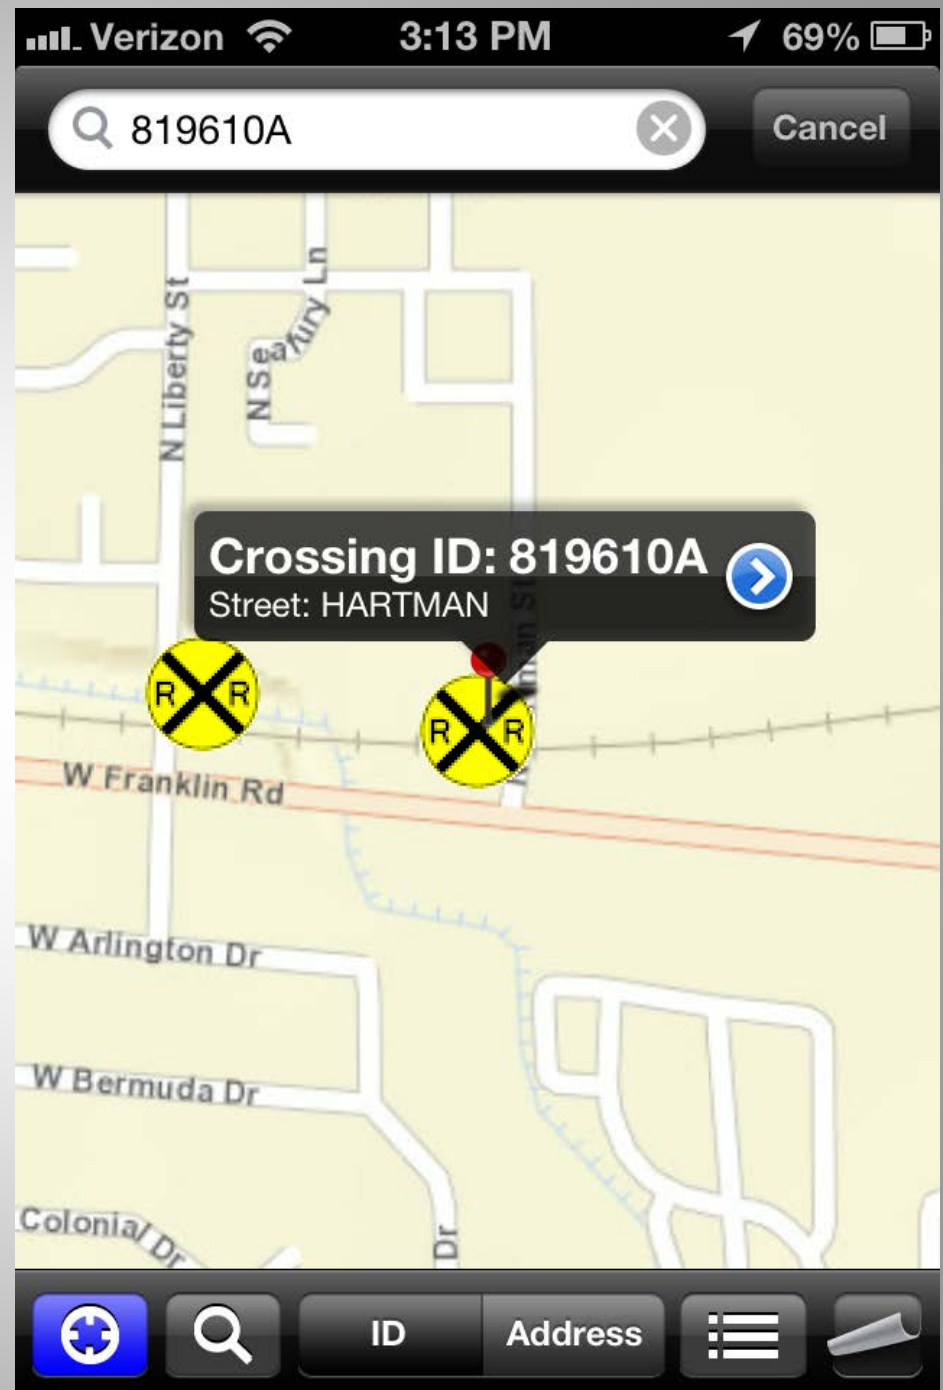 Verizon 3:13 PM 69%
819610A Cancel
N Liberty St
N Seafury Ln
Crossing ID: 819610A
Street: HARTMAN
R R
R R
W Franklin Rd
W Arlington Dr
W Bermuda Dr
Colonial Dr
Dr
ID Address